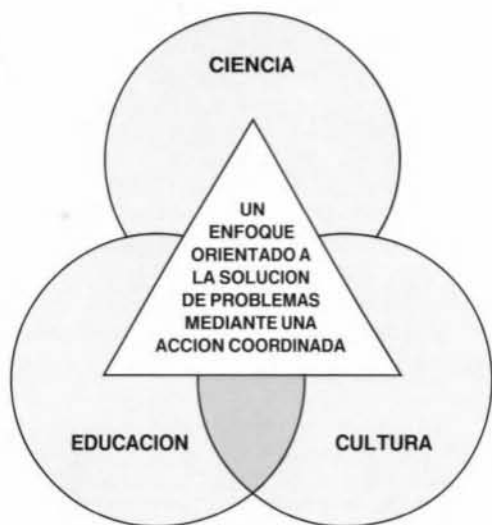 CIENCIA
UN
ENFOQUE
ORIENTADO A
LA SOLUCION
DE PROBLEMAS
MEDIANTE UNA
ACCION COORDINADA
EDUCACION
CULTURA